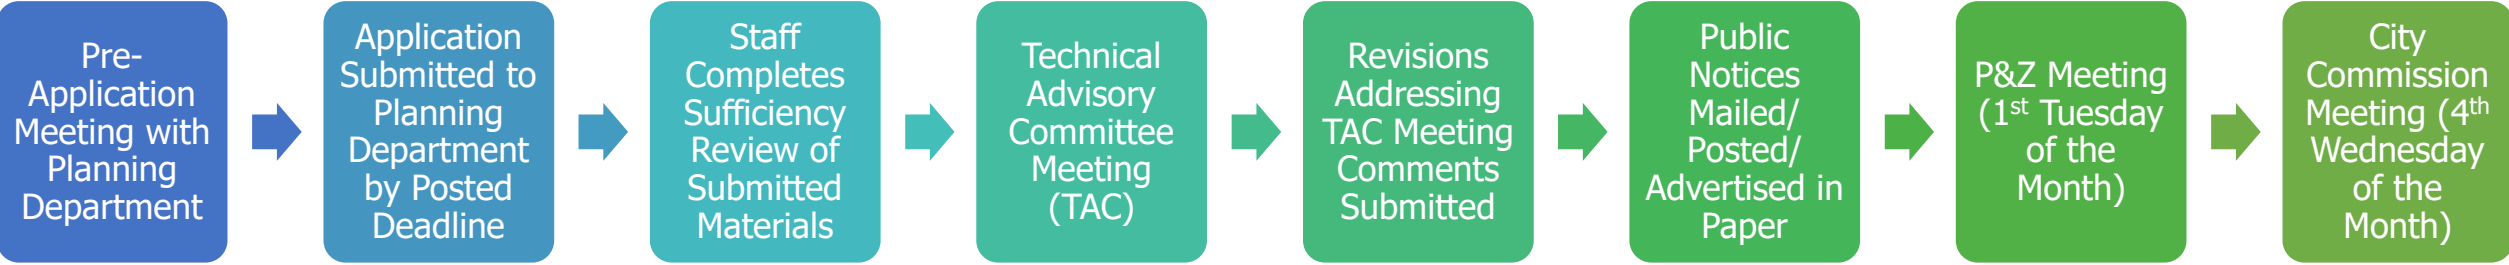 Pre-
Application
Meeting with
Planning
Department
Application
Submitted to
Planning
Department
by Posted
Deadline
Staff
Completes
Sufficiency
Review of
Submitted
Materials
Technical
Advisory
Committee
Meeting
(TAC)
Revisions
Addressing
TAC Meeting
Comments
Submitted
Public
Notices
Mailed/
Posted/
Advertised in
Paper
P&Z Meeting
(1st Tuesday
of the
Month)
City
Commission
Meeting (4th
Wednesday
of the
Month)